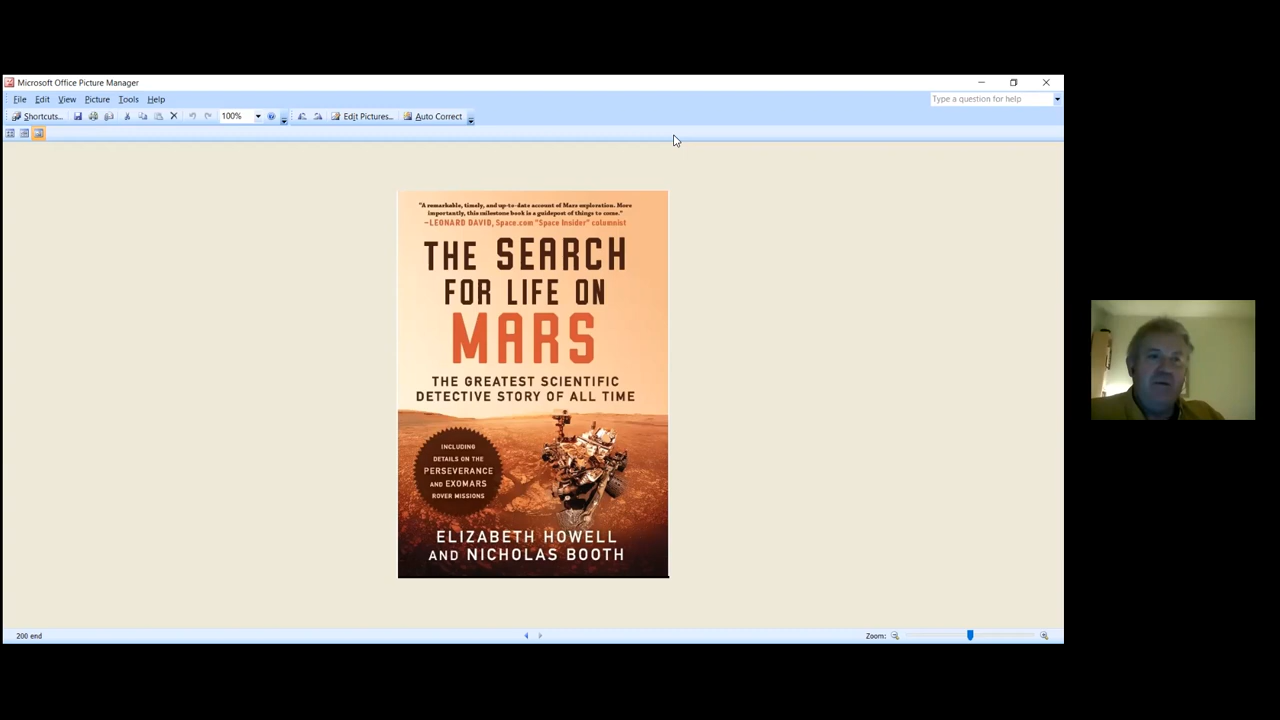 Microsoft Office Picture Manager
File Edit View Picture Tools Help
Type a question for help
Shortcuts...
100%
Edit Pictures...
Auto Correct
"A remarkable, timely, and up-to-date account of Mars exploration. More
importantly, this milestone book is a guidepost of things to come."
—LEONARD DAVID, Space.com "Space Insider" columnist
THE SEARCH
FOR LIFE ON
MARS
THE GREATEST SCIENTIFIC
DETECTIVE STORY OF ALL TIME
INCLUDING
DETAILS ON THE
PERSEVERANCE
AND EXOMARS
ROVER MISSIONS
ELIZABETH HOWELL
AND NICHOLAS BOOTH
200 end
Zoom: